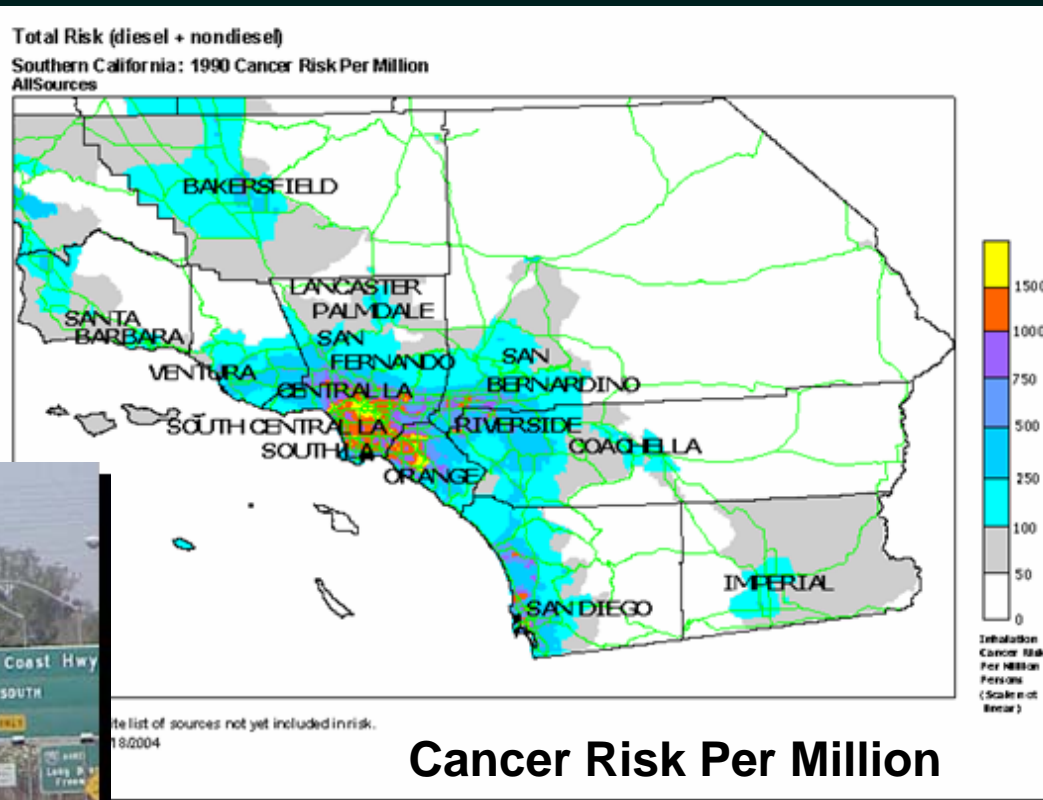 Total Risk (diesel + nondiesel)
Southern California: 1990 Cancer Risk Per Million
AllSources
BAKERSFIELD
LANCASTER
PALMDALE
SANTA
BARBARA
SAN
FERNANDO
SAN
BERNARDINO
VENTURA
CENTRAL LA
SOUTH CENTRAL LA
RIVERSIDE
SOUTH LA
COACHELLA
ORANGE
IMPERIAL
SAN DIEGO
1500
1000
750
500
250
100
50
0
Inhalation
Cancer Risk
Per Million
Persons
(Scale not
linear)
Coast Hwy
SOUTH
list of sources not yet included in risk.
18/2004
Cancer Risk Per Million